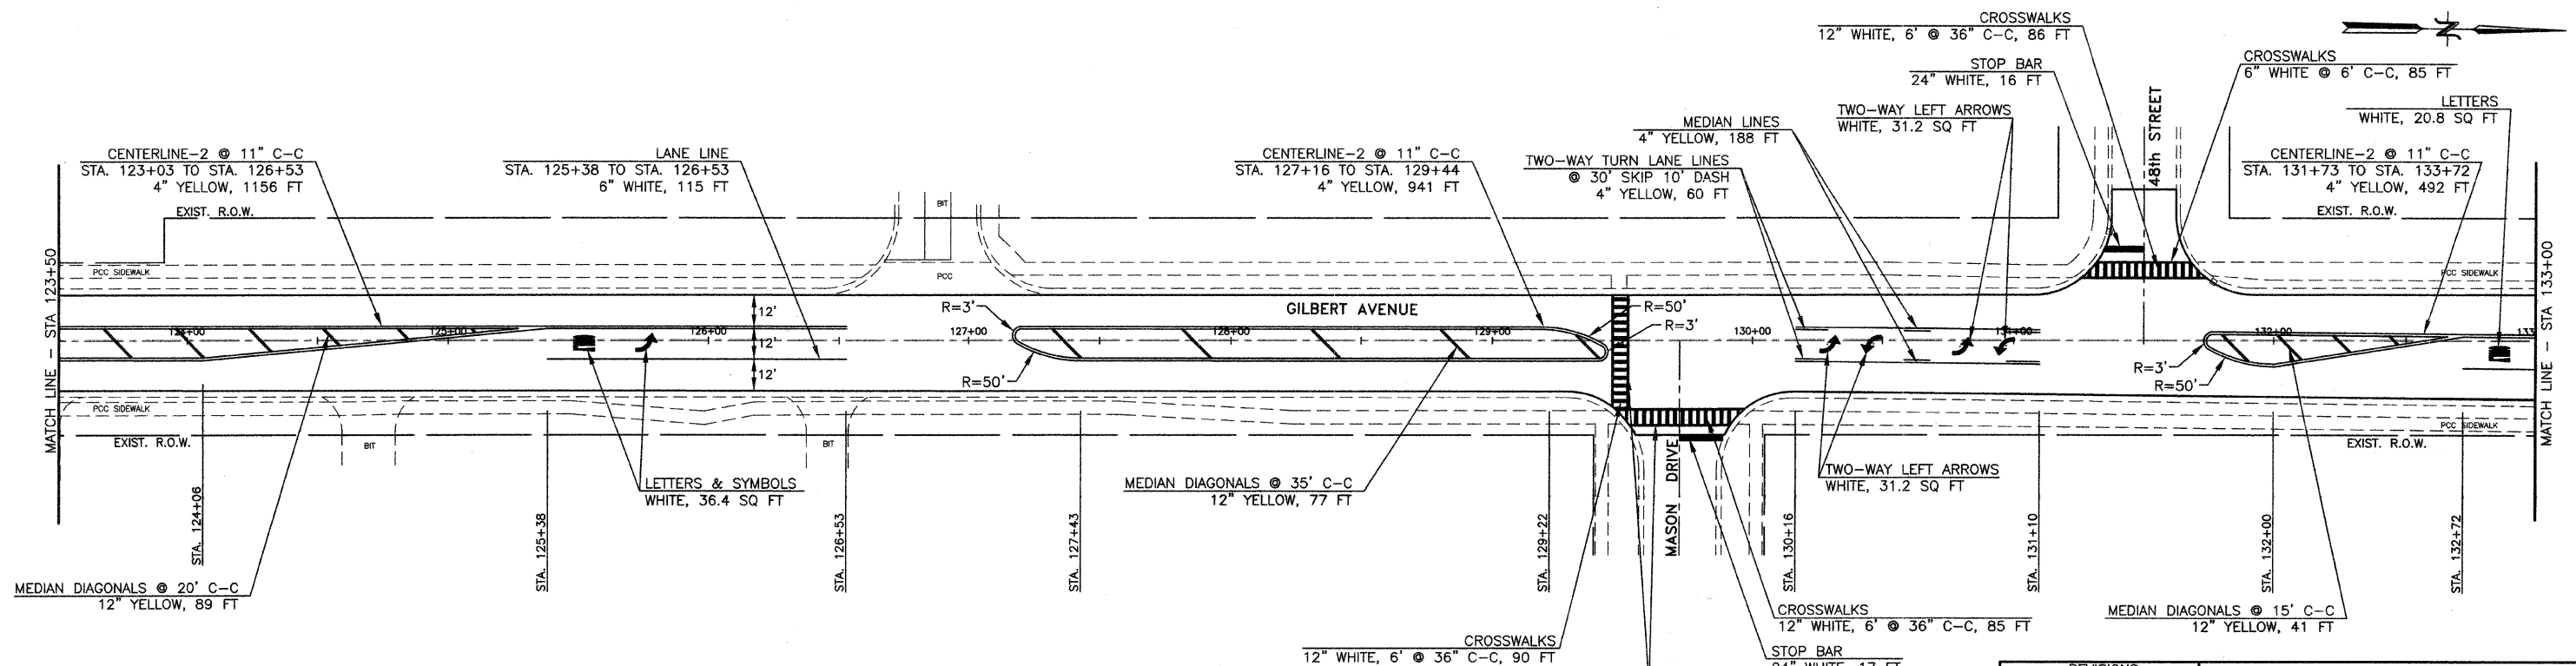 CROSSWALKS
12" WHITE, 6' @ 36" C-C, 86 FT
N
CROSSWALKS
6" WHITE @ 6' C-C, 85 FT
STOP BAR
24" WHITE, 16 FT
48th STREET
LETTERS
WHITE, 20.8 SQ FT
TWO-WAY LEFT ARROWS
WHITE, 31.2 SQ FT
MEDIAN LINES
4" YELLOW, 188 FT
CENTERLINE-2 @ 11" C-C
STA. 123+03 TO STA. 126+53
4" YELLOW, 1156 FT
LANE LINE
STA. 125+38 TO STA. 126+53
6" WHITE, 115 FT
CENTERLINE-2 @ 11" C-C
STA. 127+16 TO STA. 129+44
4" YELLOW, 941 FT
TWO-WAY TURN LANE LINES
@ 30' SKIP 10' DASH
4" YELLOW, 60 FT
CENTERLINE-2 @ 11" C-C
STA. 131+73 TO STA. 133+72
4" YELLOW, 492 FT
EXIST. R.O.W.
BIT
EXIST. R.O.W.
MATCH LINE - STA 123+50
PCC SIDEWALK
PCC
PCC SIDEWALK
MATCH LINE - STA 133+00
12'
R=3'
GILBERT AVENUE
R=50'
124+00
125+00
126+00
127+00
128+00
129+00
R=3'
130+00
131+00
132+00
133
12'
12'
R=50'
R=3'
R=50'
PCC SIDEWALK
PCC SIDEWALK
EXIST. R.O.W.
BIT
BIT
EXIST. R.O.W.
LETTERS & SYMBOLS
WHITE, 36.4 SQ FT
MEDIAN DIAGONALS @ 35' C-C
12" YELLOW, 77 FT
MASON DRIVE
TWO-WAY LEFT ARROWS
WHITE, 31.2 SQ FT
STA. 124+06
STA. 125+38
STA. 126+53
STA. 127+43
STA. 129+22
STA. 130+16
STA. 131+10
STA. 132+00
STA. 132+72
MEDIAN DIAGONALS @ 20' C-C
12" YELLOW, 89 FT
CROSSWALKS
12" WHITE, 6' @ 36" C-C, 85 FT
MEDIAN DIAGONALS @ 15' C-C
12" YELLOW, 41 FT
CROSSWALKS
12" WHITE, 6' @ 36" C-C, 90 FT
STOP BAR
24" WHITE, 17 FT
REVISIONS